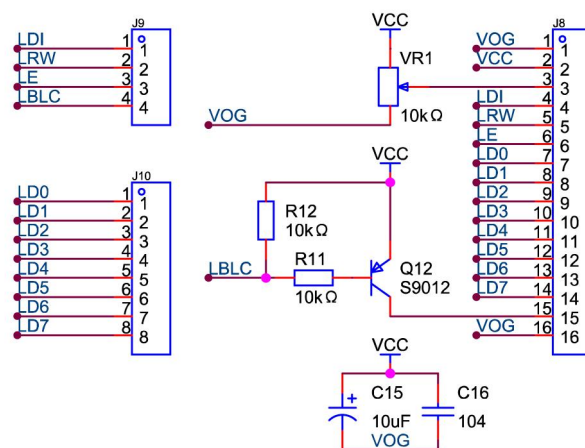 J9
LDI 1 1
LRW 2 2
LE 3 3
LBLC 4 4
VCC
VR1
10kΩ
VOG
J8
VOG 1 1
VCC 2 2
3 3
LDI 4 4
LRW 5 5
LE 6 6
LD0 7 7
LD1 8 8
LD2 9 9
LD3 10 10
LD4 11 11
LD5 12 12
LD6 13 13
LD7 14 14
15 15
VOG 16 16
J10
LD0 1 1
LD1 2 2
LD2 3 3
LD3 4 4
LD4 5 5
LD5 6 6
LD6 7 7
LD7 8 8
VCC
R12
10kΩ
LBLC
R11
10kΩ
Q12
S9012
VCC
+
C15
10uF
C16
104
VOG